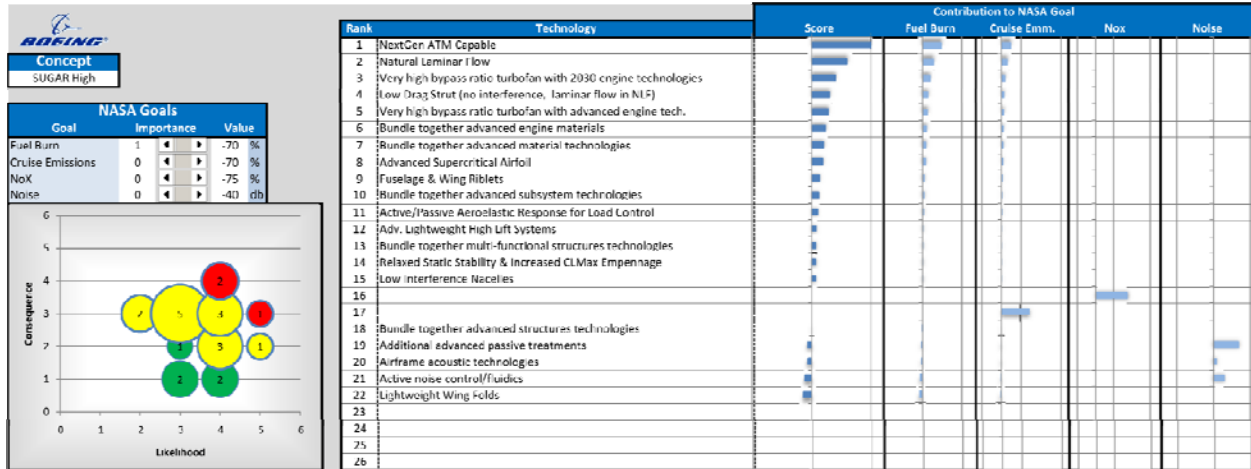 BOEING
Concept
SUGAR High
NASA Goals
Goal Importance Value
Fuel Burn 1 -70 %
Cruise Emissions 0 -70 %
NoX 0 -75 %
Noise 0 -40 db
6
5
4
3
2
1
0
Consequence
2
2 5 3 1
1 3 1
2 2
0 1 2 3 4 5 6
Likelihood
Contribution to NASA Goal
Rank Technology Score Fuel Burn Cruise Emm. Nox Noise
1 NextGen ATM Capable
2 Natural Laminar Flow
3 Very high bypass ratio turbofan with 2030 engine technologies
4 Low Drag Strut (no interference, laminar flow in NLF)
5 Very high bypass ratio turbofan with advanced engine tech.
6 Bundle together advanced engine materials
7 Bundle together advanced material technologies
8 Advanced Supercritical Airfoil
9 Fuselage & Wing Riblets
10 Bundle together advanced subsystem technologies
11 Active/Passive Aeroelastic Response for Load Control
12 Adv. Lightweight High Lift Systems
13 Bundle together multi-functional structures technologies
14 Relaxed Static Stability & Increased CLMax Empennage
15 Low Interference Nacelles
16
17
18 Bundle together advanced structures technologies
19 Additional advanced passive treatments
20 Airframe acoustic technologies
21 Active noise control/fluidics
22 Lightweight Wing Folds
23
24
25
26